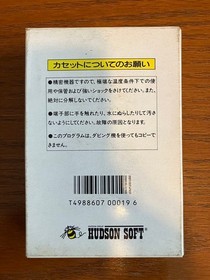 カセットについてのお願い
●精密機器ですので、極端な温度条件下での使
用や保管および強いショックをさけてください。また、
絶対に分解しないでください。
●端子部に手を触れたり、水にぬらしたりして汚
さないようにしてください。故障の原因となります。
●このプログラムは、ダビング機を使ってもコピーで
きません。
T4988607 00019 6
HUDSON SOFT